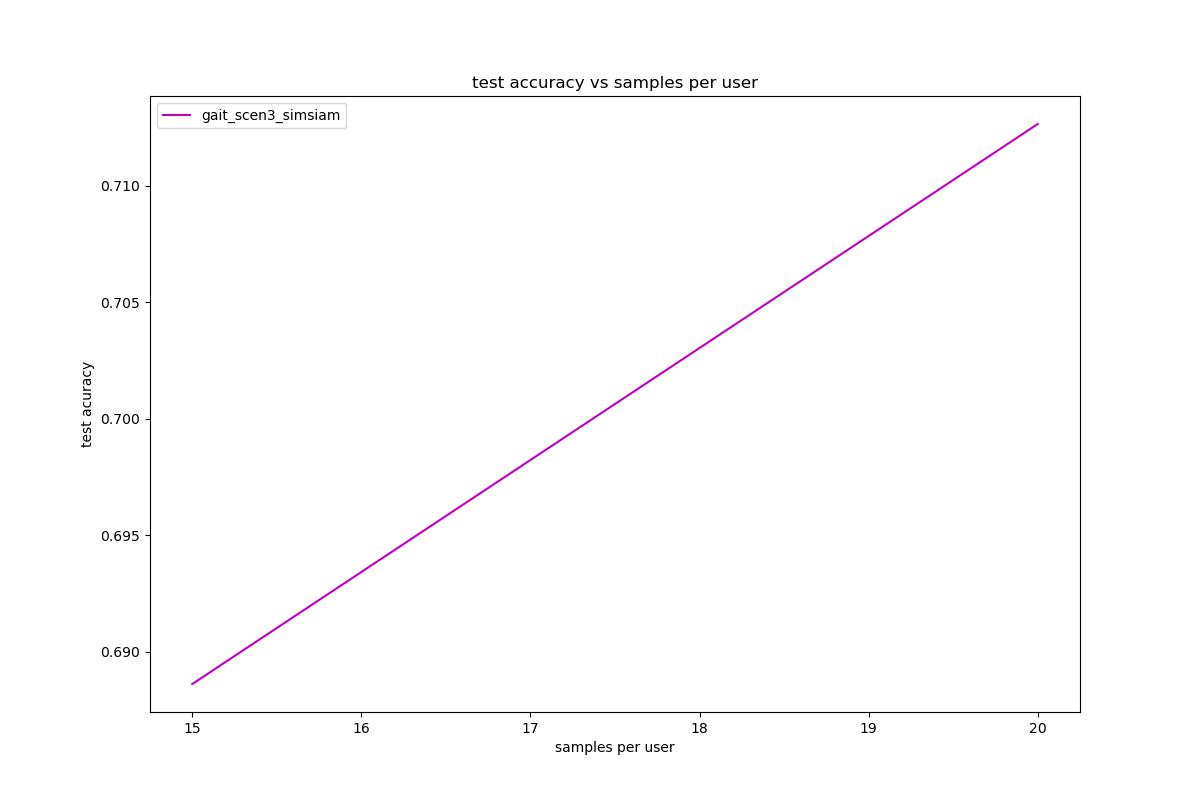 test accuracy vs samples per user
gait_scen3_simsiam
0.710
0.705
0.700
0.695
0.690
test acuracy
15 16 17 18 19 20
samples per user